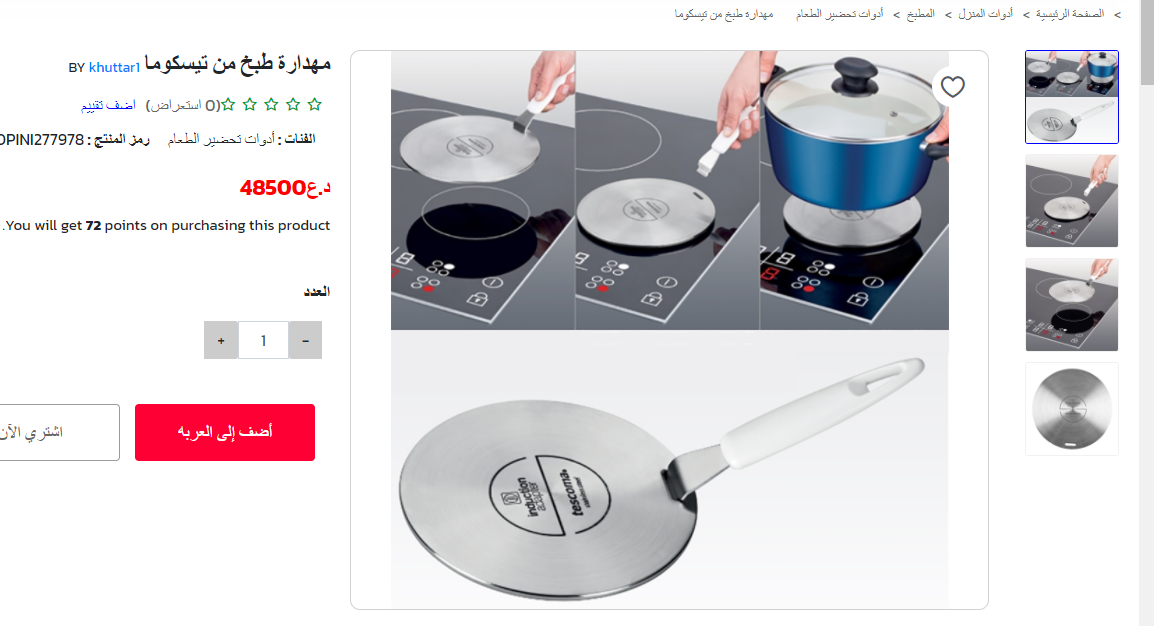 > الصفحة الرئيسية > أدوات المنزل > المطبخ > أدوات تحضير الطعام مهدارة طبخ من تيسكوما
مهدارة طبخ من تيسكوما BY khuttar1
(0 استعراض) اضف تقييم
الفئات : أدوات تحضير الطعام رمز المنتج : OPINI277978
د.ع48500
You will get 72 points on purchasing this product.
العدد
- 1 +
أضف إلى العربه
اشتري الآن
induction
adapter
tescoma.